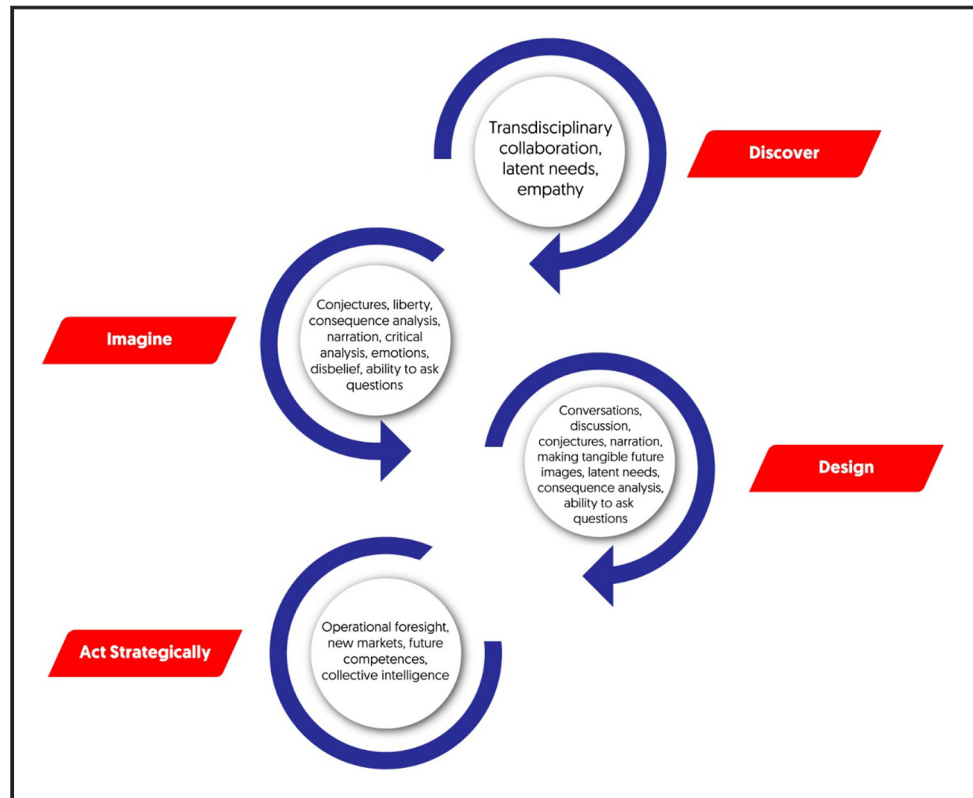 Transdisciplinary
collaboration,
latent needs,
empathy
Discover
Conjectures, liberty,
consequence analysis,
narration, critical
analysis, emotions,
disbelief, ability to ask
questions
Imagine
Conversations,
discussion,
conjectures, narration,
making tangible future
images, latent needs,
consequence analysis,
ability to ask
questions
Design
Operational foresight,
new markets, future
competences,
collective intelligence
Act Strategically